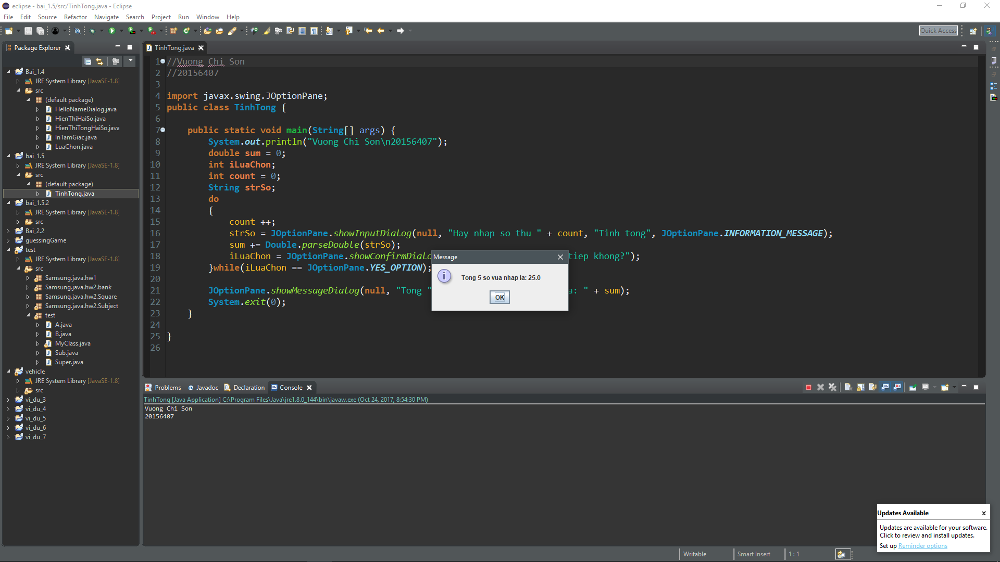 eclipse - bai_1.5/src/TinhTong.java - Eclipse
File Edit Source Refactor Navigate Search Project Run Window Help
Quick Access
Package Explorer
Bai_1.4
JRE System Library [JavaSE-1.8]
src
(default package)
HelloNameDialog.java
HienThiHaiSo.java
HienThiTongHaiSo.java
InTamGiac.java
LuaChon.java
bai_1.5
JRE System Library [JavaSE-1.8]
src
(default package)
TinhTong.java
bai_1.5.2
JRE System Library [JavaSE-1.8]
src
Bai_2.2
guessingGame
test
JRE System Library [JavaSE-1.8]
src
Samsung.java.hw1
Samsung.java.hw2.bank
Samsung.java.hw2.Square
Samsung.java.hw2.Subject
test
A.java
B.java
MyClass.java
Sub.java
Super.java
vehicle
JRE System Library [JavaSE-1.8]
src
vi_du_3
vi_du_4
vi_du_5
vi_du_6
vi_du_7
TinhTong.java
1 //Vuong Chi Son
2 //20156407
3
4 import javax.swing.JOptionPane;
5 public class TinhTong {
6
7 public static void main(String[] args) {
8 System.out.println("Vuong Chi Son\n20156407");
9 double sum = 0;
10 int iLuaChon;
11 int count = 0;
12 String strSo;
13 do
14 {
15 count ++;
16 strSo = JOptionPane.showInputDialog(null, "Hay nhap so thu " + count, "Tinh tong", JOptionPane.INFORMATION_MESSAGE);
17 sum += Double.parseDouble(strSo);
18 iLuaChon = JOptionPane.showConfirmDialo tiep khong?");
19 }while(iLuaChon == JOptionPane.YES_OPTION);
20
21 JOptionPane.showMessageDialog(null, "Tong " a: " + sum);
22 System.exit(0);
23 }
24
25 }
26
Message
Tong 5 so vua nhap la: 25.0
OK
Problems Javadoc Declaration Console
TinhTong [Java Application] C:\Program Files\Java\jre1.8.0_144\bin\javaw.exe (Oct 24, 2017, 8:54:30 PM)
Vuong Chi Son
20156407
Updates Available
Updates are available for your software.
Click to review and install updates.
Set up Reminder options
Writable Smart Insert 1 : 1